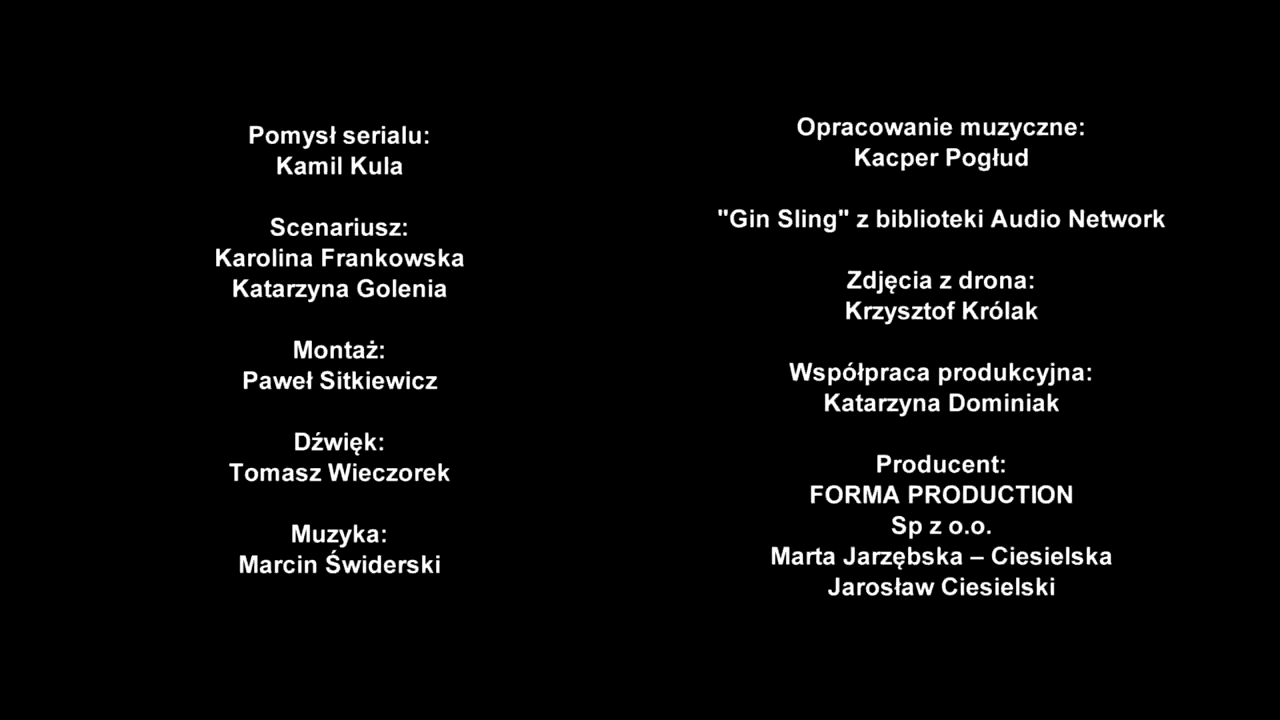 Pomysł serialu:
Kamil Kula
Scenariusz:
Karolina Frankowska
Katarzyna Golenia
Montaż:
Paweł Sitkiewicz
Dźwięk:
Tomasz Wieczorek
Muzyka:
Marcin Świderski
Opracowanie muzyczne:
Kacper Pogłud
"Gin Sling" z biblioteki Audio Network
Zdjęcia z drona:
Krzysztof Królak
Współpraca produkcyjna:
Katarzyna Dominiak
Producent:
FORMA PRODUCTION
Sp z o.o.
Marta Jarzębska – Ciesielska
Jarosław Ciesielski